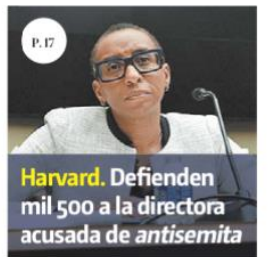 P. 17
Harvard. Defienden
mil 500 a la directora
acusada de antisemita